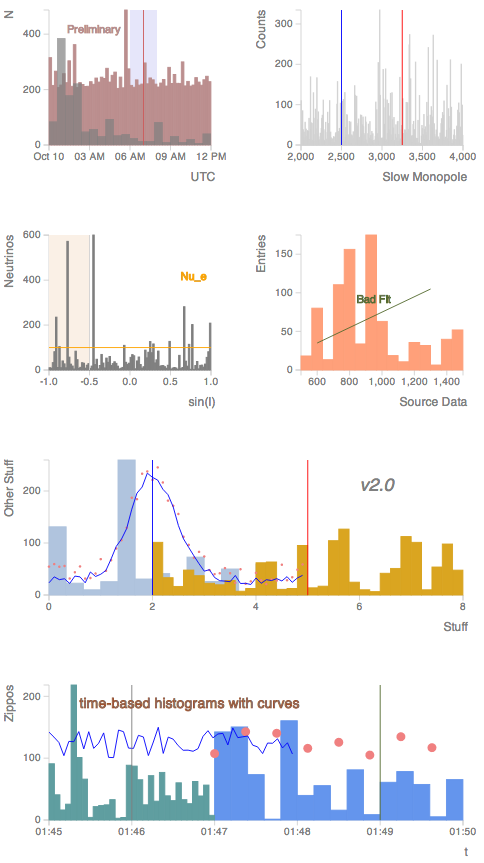 N
Preliminary
400
200
0
Oct 10 03 AM 06 AM 09 AM 12 PM
UTC
Counts
300
200
100
0
2,000 2,500 3,000 3,500 4,000
Slow Monopole
Neutrinos
600
400
200
0
Nu_e
-1.0 -0.5 0.0 0.5 1.0
sin(l)
Entries
150
100
50
0
Bad Fit
600 800 1,000 1,200 1,400
Source Data
Other Stuff
200
100
0
v2.0
0 2 4 6 8
Stuff
Zippos
200
100
0
time-based histograms with curves
01:45 01:46 01:47 01:48 01:49 01:50
t